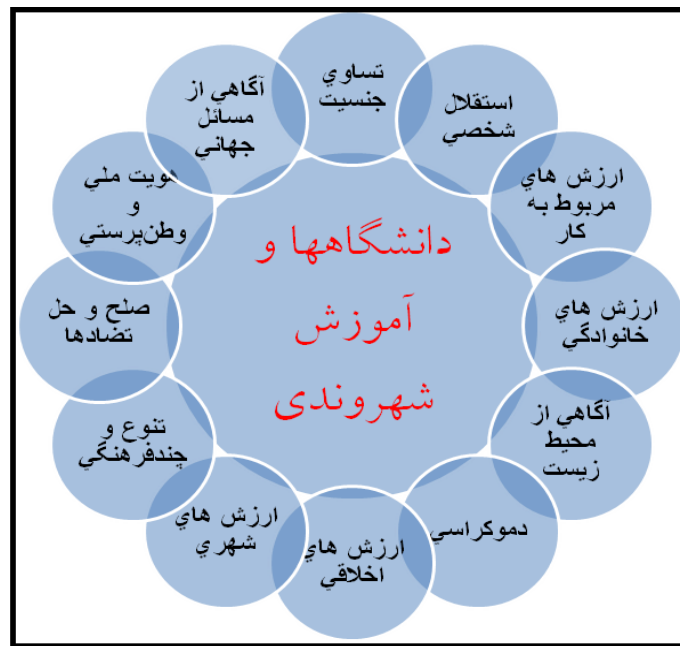 تساوي
جنسيت
استقلال
شخصي
ارزش هاي
مربوط به
كار
ارزش هاي
خانوادگي
آگاهي از
محيط
زيست
دموكراسي
ارزش هاي
اخلاقي
ارزش هاي
شهري
تنوع و
چندفرهنگي
صلح و حل
تضادها
هويت ملي
و
وطن‌پرستي
آگاهي از
مسائل
جهاني
دانشگاهها و
آموزش
شهروندی